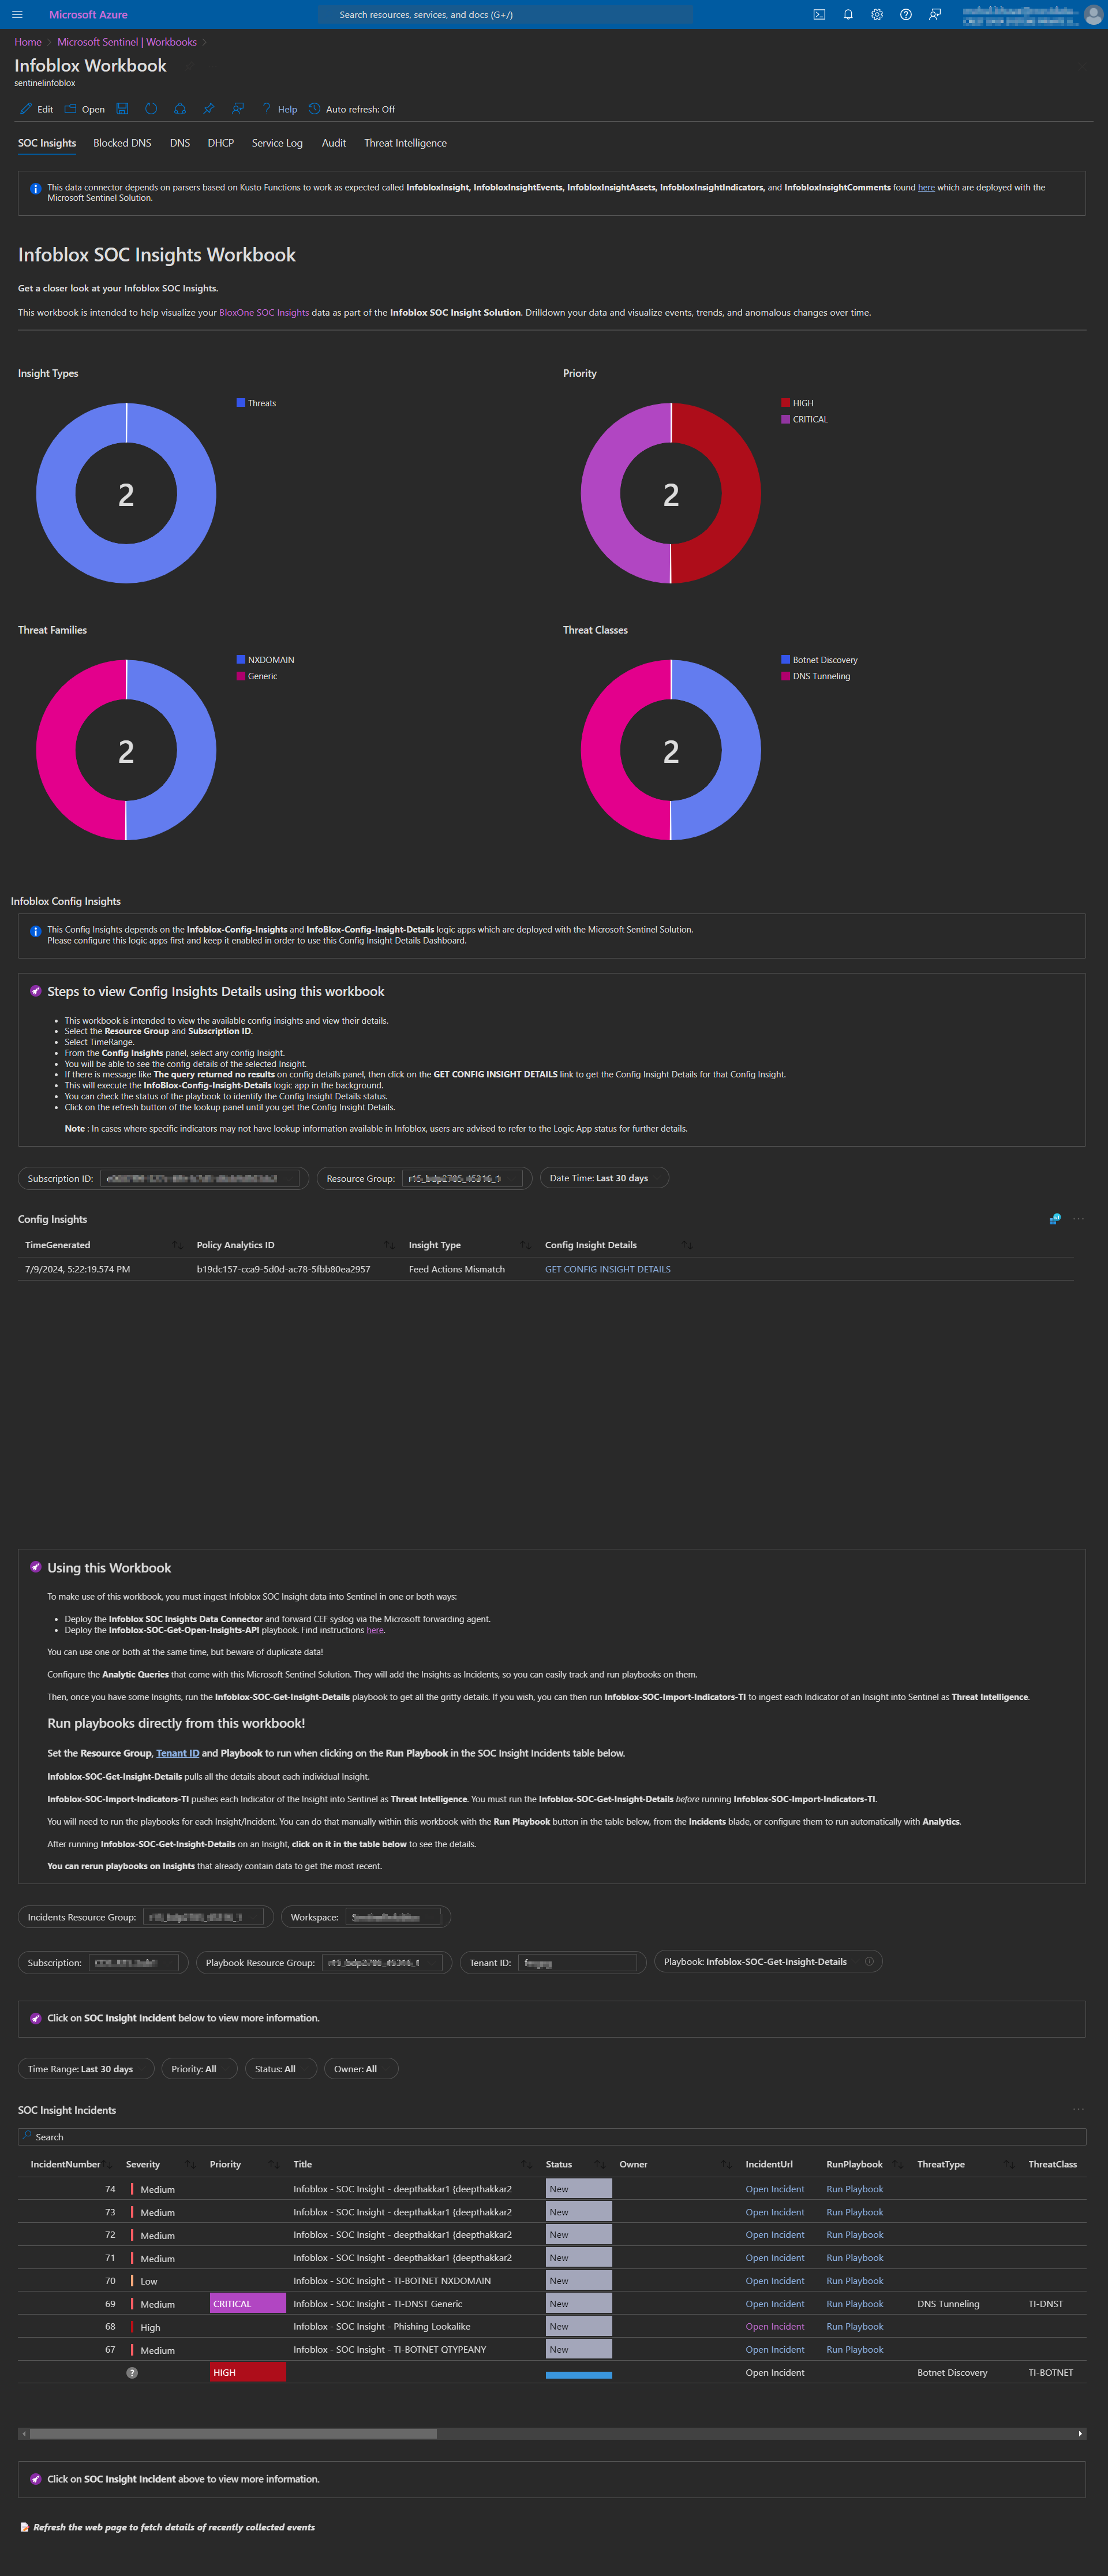 Microsoft Azure
Search resources, services, and docs (G+/)
Home > Microsoft Sentinel | Workbooks >
Infoblox Workbook
sentinelinfoblox
Edit Open Help Auto refresh: Off
SOC Insights Blocked DNS DNS DHCP Service Log Audit Threat Intelligence
This data connector depends on parsers based on Kusto Functions to work as expected called InfobloxInsight, InfobloxInsightEvents, InfobloxInsightAssets, InfobloxInsightIndicators, and InfobloxInsightComments found here which are deployed with the
Microsoft Sentinel Solution.
Infoblox SOC Insights Workbook
Get a closer look at your Infoblox SOC Insights.
This workbook is intended to help visualize your BloxOne SOC Insights data as part of the Infoblox SOC Insight Solution. Drilldown your data and visualize events, trends, and anomalous changes over time.
Insight Types
Threats
2
Priority
HIGH
CRITICAL
2
Threat Families
NXDOMAIN
Generic
2
Threat Classes
Botnet Discovery
DNS Tunneling
2
Infoblox Config Insights
This Config Insights depends on the Infoblox-Config-Insights and InfoBlox-Config-Insight-Details logic apps which are deployed with the Microsoft Sentinel Solution.
Please configure this logic apps first and keep it enabled in order to use this Config Insight Details Dashboard.
Steps to view Config Insights Details using this workbook
• This workbook is intended to view the available config insights and view their details.
• Select the Resource Group and Subscription ID.
• Select TimeRange.
• From the Config Insights panel, select any config Insight.
• You will be able to see the config details of the selected Insight.
• If there is message like The query returned no results on config details panel, then click on the GET CONFIG INSIGHT DETAILS link to get the Config Insight Details for that Config Insight.
• This will execute the InfoBlox-Config-Insight-Details logic app in the background.
• You can check the status of the playbook to identify the Config Insight Details status.
• Click on the refresh button of the lookup panel until you get the Config Insight Details.
Note : In cases where specific indicators may not have lookup information available in Infoblox, users are advised to refer to the Logic App status for further details.
Subscription ID: Resource Group: Date Time: Last 30 days
Config Insights
TimeGenerated Policy Analytics ID Insight Type Config Insight Details
7/9/2024, 5:22:19.574 PM b19dc157-cca9-5d0d-ac78-5fbb80ea2957 Feed Actions Mismatch GET CONFIG INSIGHT DETAILS
Using this Workbook
To make use of this workbook, you must ingest Infoblox SOC Insight data into Sentinel in one or both ways:
• Deploy the Infoblox SOC Insights Data Connector and forward CEF syslog via the Microsoft forwarding agent.
• Deploy the Infoblox-SOC-Get-Open-Insights-API playbook. Find instructions here.
You can use one or both at the same time, but beware of duplicate data!
Configure the Analytic Queries that come with this Microsoft Sentinel Solution. They will add the Insights as Incidents, so you can easily track and run playbooks on them.
Then, once you have some Insights, run the Infoblox-SOC-Get-Insight-Details playbook to get all the gritty details. If you wish, you can then run Infoblox-SOC-Import-Indicators-TI to ingest each Indicator of an Insight into Sentinel as Threat Intelligence.
Run playbooks directly from this workbook!
Set the Resource Group, Tenant ID and Playbook to run when clicking on the Run Playbook in the SOC Insight Incidents table below.
Infoblox-SOC-Get-Insight-Details pulls all the details about each individual Insight.
Infoblox-SOC-Import-Indicators-TI pushes each Indicator of the Insight into Sentinel as Threat Intelligence. You must run the Infoblox-SOC-Get-Insight-Details before running Infoblox-SOC-Import-Indicators-TI.
You will need to run the playbooks for each Insight/Incident. You can do that manually within this workbook with the Run Playbook button in the table below, from the Incidents blade, or configure them to run automatically with Analytics.
After running Infoblox-SOC-Get-Insight-Details on an Insight, click on it in the table below to see the details.
You can rerun playbooks on Insights that already contain data to get the most recent.
Incidents Resource Group: Workspace:
Subscription: Playbook Resource Group: Tenant ID: Playbook: Infoblox-SOC-Get-Insight-Details
Click on SOC Insight Incident below to view more information.
Time Range: Last 30 days Priority: All Status: All Owner: All
SOC Insight Incidents
Search
IncidentNumber Severity Priority Title Status Owner IncidentUrl RunPlaybook ThreatType ThreatClass
74 Medium Infoblox - SOC Insight - deepthakkar1 {deepthakkar2 New Open Incident Run Playbook
73 Medium Infoblox - SOC Insight - deepthakkar1 {deepthakkar2 New Open Incident Run Playbook
72 Medium Infoblox - SOC Insight - deepthakkar1 {deepthakkar2 New Open Incident Run Playbook
71 Medium Infoblox - SOC Insight - deepthakkar1 {deepthakkar2 New Open Incident Run Playbook
70 Low Infoblox - SOC Insight - TI-BOTNET NXDOMAIN New Open Incident Run Playbook
69 Medium CRITICAL Infoblox - SOC Insight - TI-DNST Generic New Open Incident Run Playbook DNS Tunneling TI-DNST
68 High Infoblox - SOC Insight - Phishing Lookalike New Open Incident Run Playbook
67 Medium Infoblox - SOC Insight - TI-BOTNET QTYPEANY New Open Incident Run Playbook
? HIGH Open Incident Botnet Discovery TI-BOTNET
Click on SOC Insight Incident above to view more information.
Refresh the web page to fetch details of recently collected events